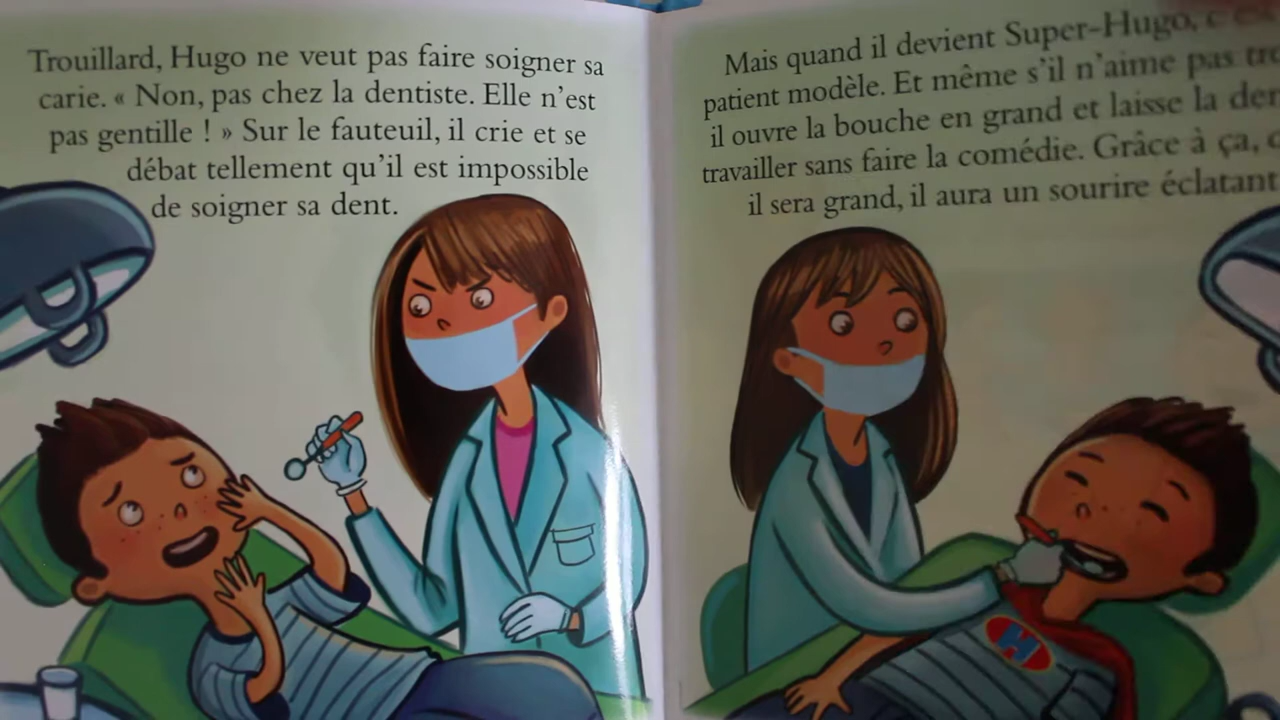 Trouillard, Hugo ne veut pas faire soigner sa
carie. « Non, pas chez la dentiste. Elle n'est
pas gentille ! » Sur le fauteuil, il crie et se
débat tellement qu'il est impossible
de soigner sa dent.
Mais quand il devient Super-Hugo,
patient modèle. Et même s'il n'aime pas
il ouvre la bouche en grand et laisse la
travailler sans faire la comédie. Grâce à ça,
il sera grand, il aura un sourire éclatant
H